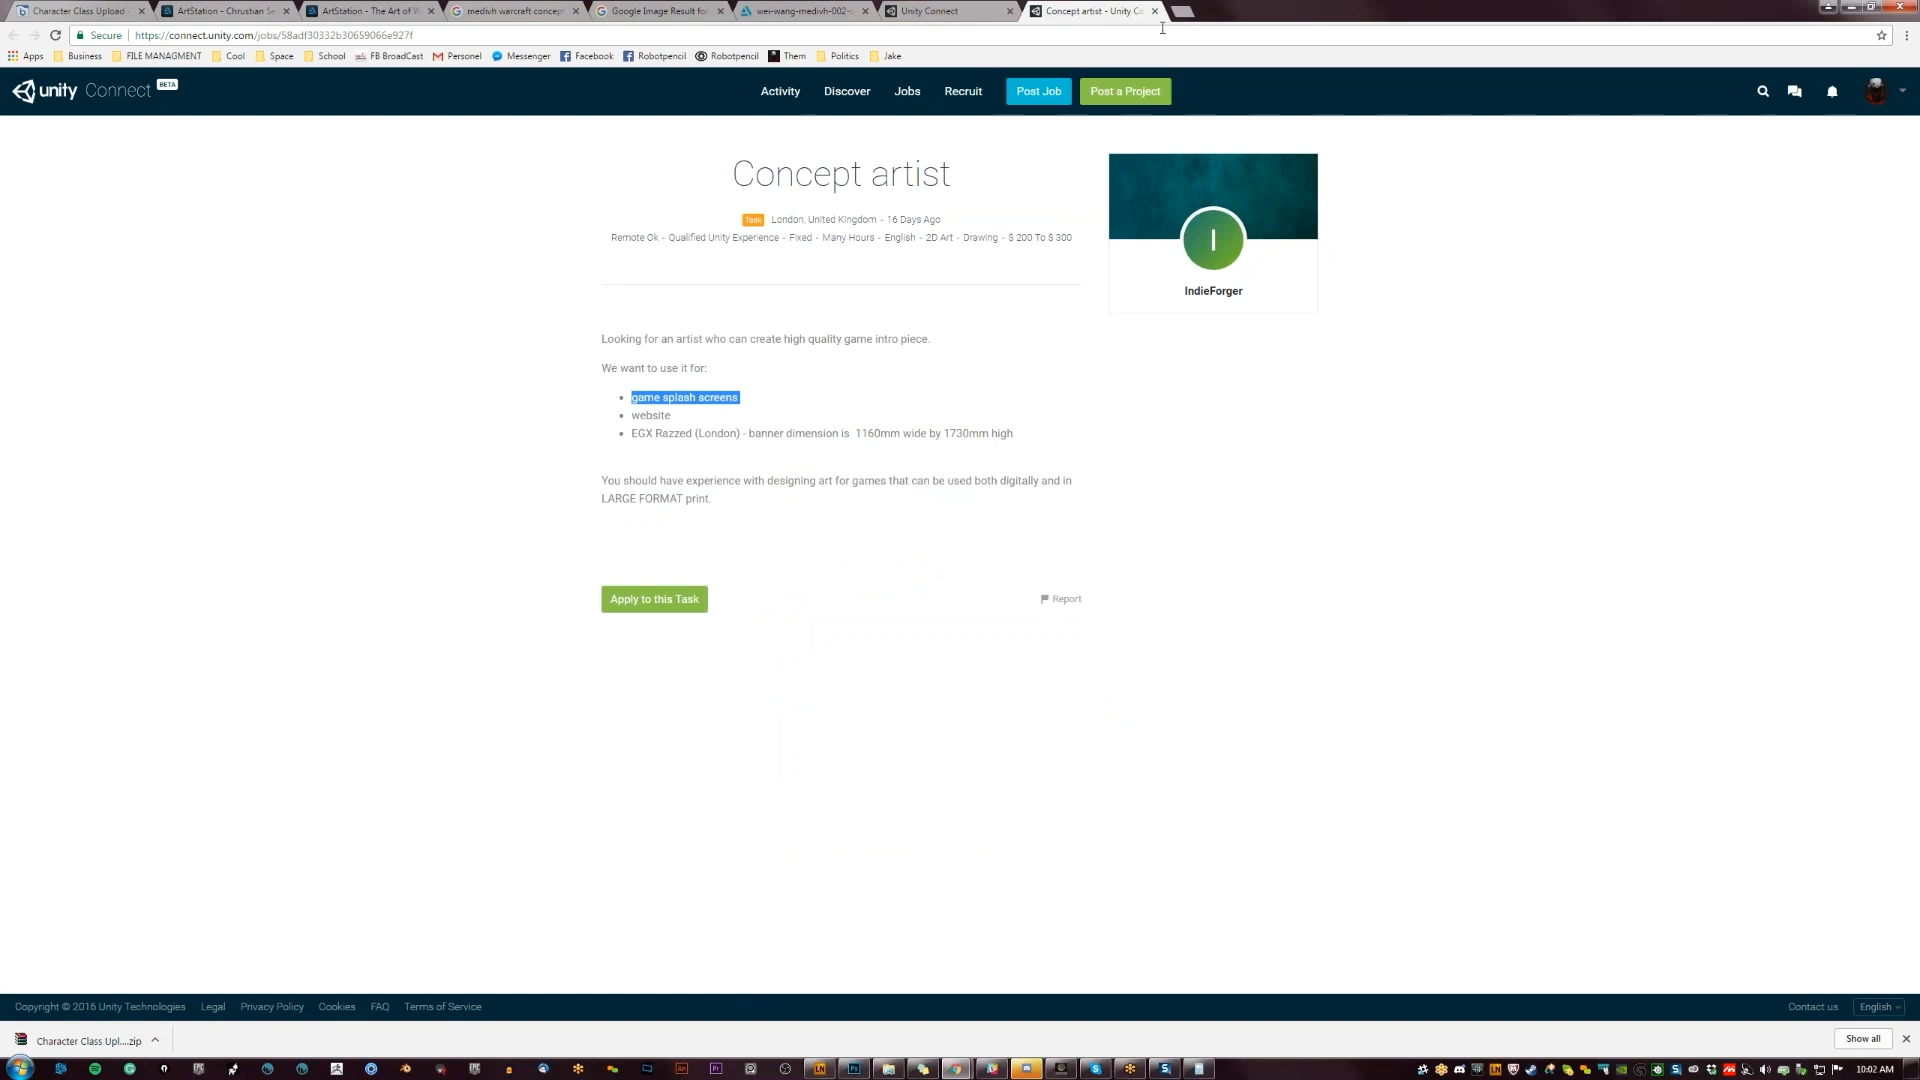 Character Class Upload -
ArtStation - Chrustian Se
ArtStation - The Art of W
medivh warcraft concept
Google Image Result for
wei-wang-medivh-002-s
Unity Connect
Concept artist - Unity Co
Secure
https://connect.unity.com/jobs/58adf30332b30659066e927f
Apps Business FILE MANAGMENT Cool Space School FB BroadCast Personel Messenger Facebook Robotpencil Robotpencil Them Politics Jake
unity Connect BETA
Activity Discover Jobs Recruit Post Job Post a Project
Concept artist
Task London, United Kingdom - 16 Days Ago
Remote Ok - Qualified Unity Experience - Fixed - Many Hours - English - 2D Art - Drawing - $ 200 To $ 300
I
IndieForger
Looking for an artist who can create high quality game intro piece.
We want to use it for:
game splash screens
website
EGX Razzed (London) - banner dimension is 1160mm wide by 1730mm high
You should have experience with designing art for games that can be used both digitally and in
LARGE FORMAT print.
Apply to this Task
Report
Copyright © 2016 Unity Technologies Legal Privacy Policy Cookies FAQ Terms of Service
Contact us English
Character Class Upl....zip
Show all
10:02 AM